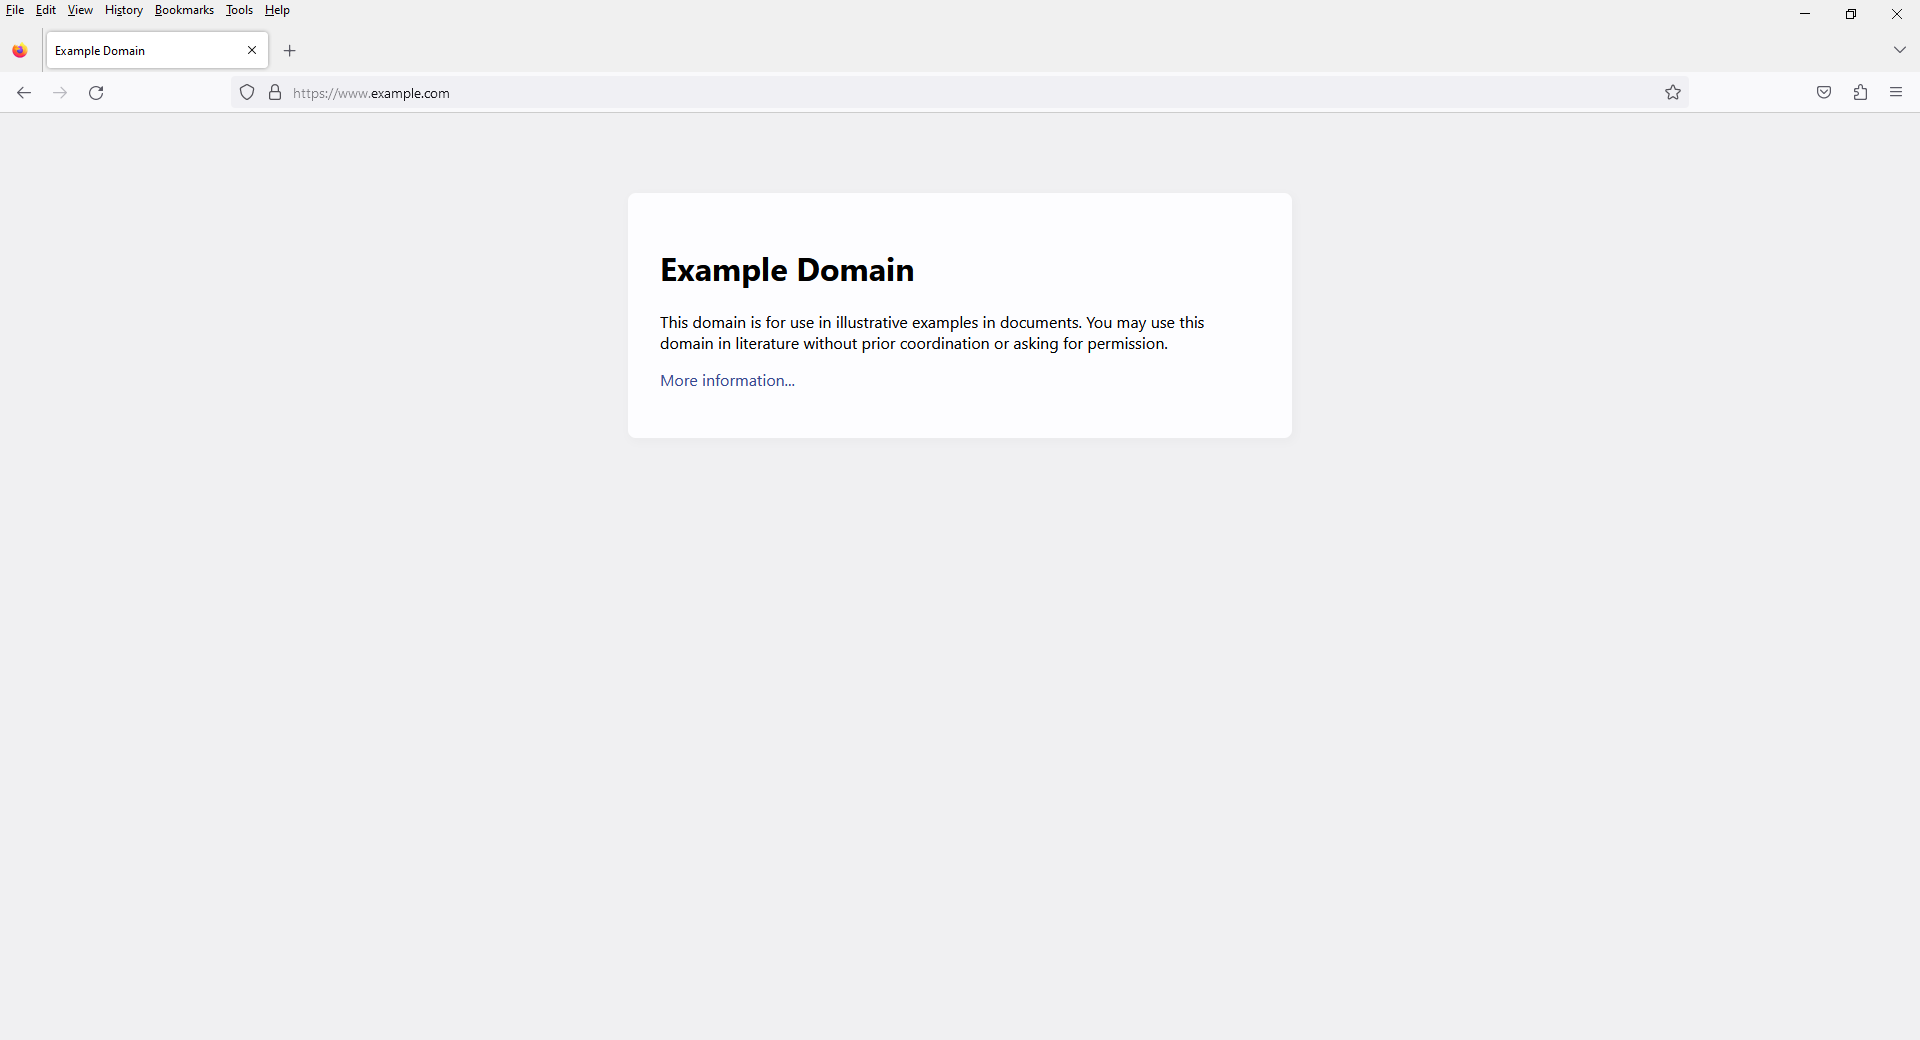 File Edit View History Bookmarks Tools Help
Example Domain
https://www.example.com
Example Domain
This domain is for use in illustrative examples in documents. You may use this
domain in literature without prior coordination or asking for permission.
More information...